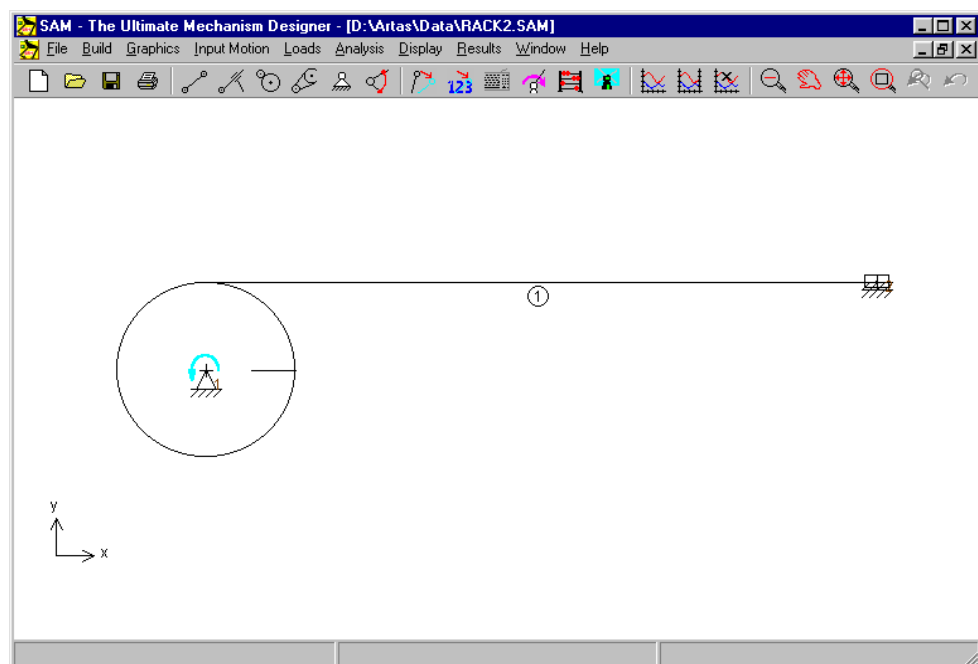 SAM - The Ultimate Mechanism Designer - [D:\Artas\Data\RACK2.SAM]
File Build Graphics Input Motion Loads Analysis Display Results Window Help
123
1
1
y
x